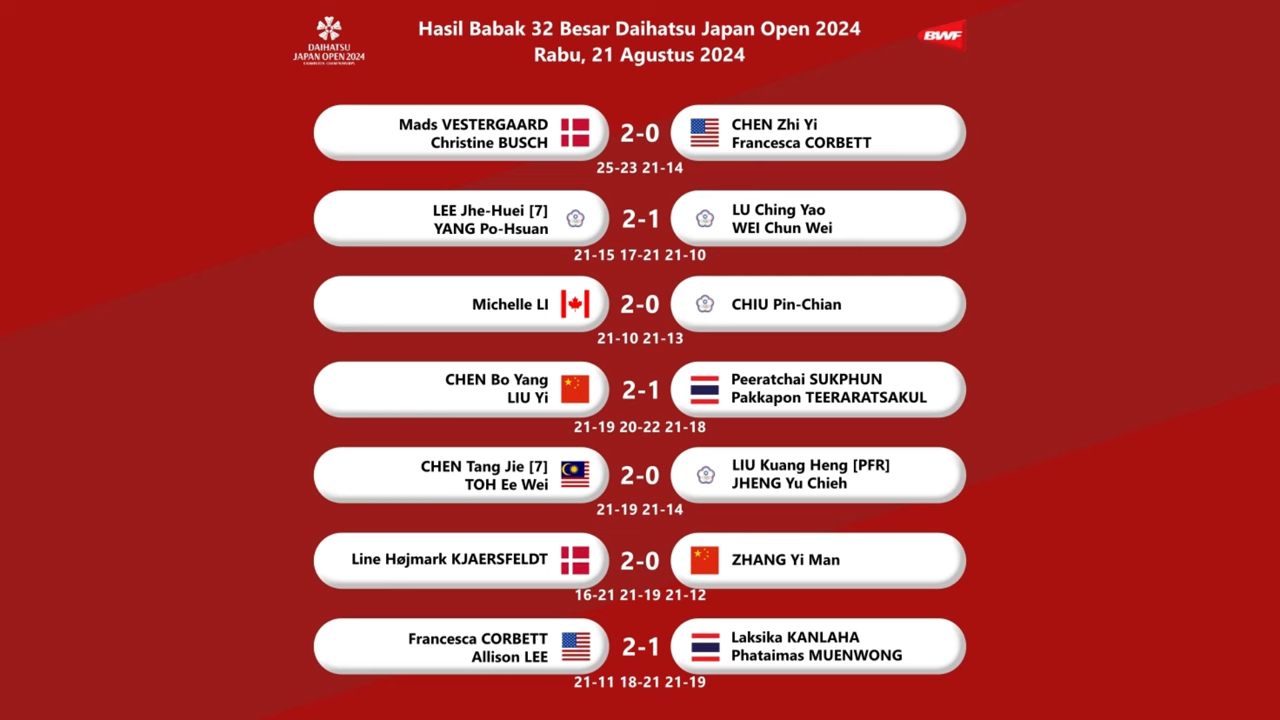 DAIHATSU
JAPAN OPEN 2024
Hasil Babak 32 Besar Daihatsu Japan Open 2024
Rabu, 21 Agustus 2024
BWF
Mads VESTERGAARD
Christine BUSCH
2-0
CHEN Zhi Yi
Francesca CORBETT
25-23 21-14
LEE Jhe-Huei [7]
YANG Po-Hsuan
2-1
LU Ching Yao
WEI Chun Wei
21-15 17-21 21-10
Michelle LI
2-0
CHIU Pin-Chian
21-10 21-13
CHEN Bo Yang
LIU Yi
2-1
Peeratchai SUKPHUN
Pakkapon TEERARATSAKUL
21-19 20-22 21-18
CHEN Tang Jie [7]
TOH Ee Wei
2-0
LIU Kuang Heng [PFR]
JHENG Yu Chieh
21-19 21-14
Line Højmark KJAERSFELDT
2-0
ZHANG Yi Man
16-21 21-19 21-12
Francesca CORBETT
Allison LEE
2-1
Laksika KANLAHA
Phataimas MUENWONG
21-11 18-21 21-19